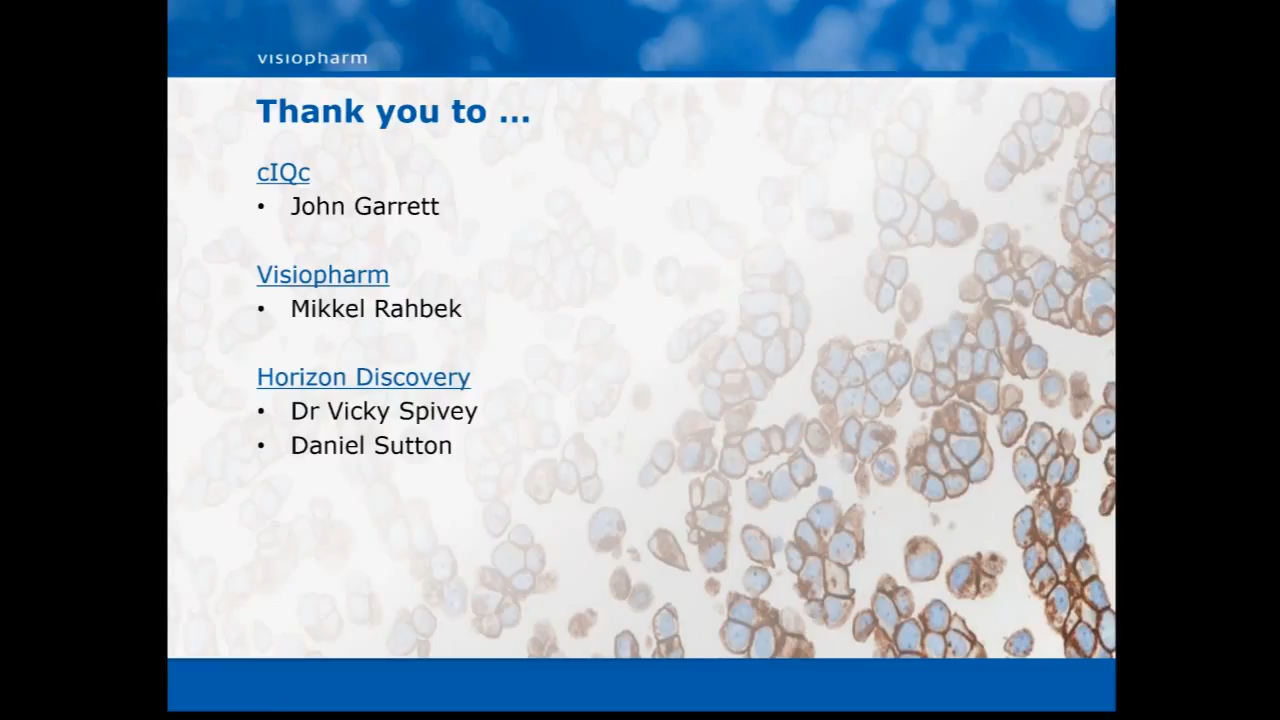 visiopharm
Thank you to ...
cIQc
• John Garrett
Visiopharm
• Mikkel Rahbek
Horizon Discovery
• Dr Vicky Spivey
• Daniel Sutton